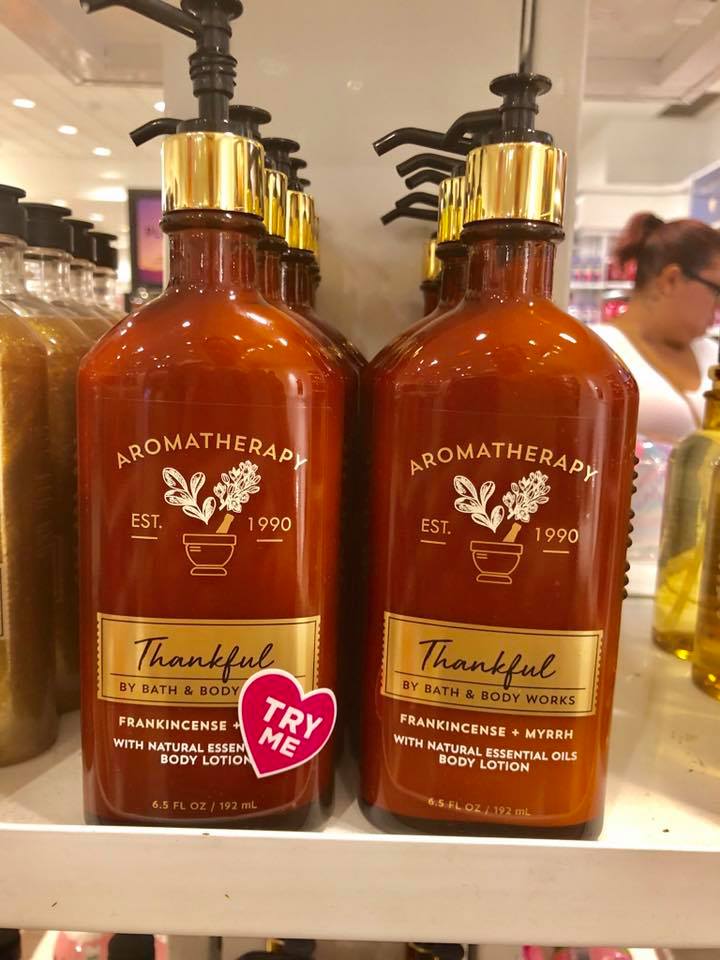 AROMATHERAPY
EST. 1990
Thankful
BY BATH & BODY
FRANKINCENSE +
WITH NATURAL ESSEN
BODY LOTION
6.5 FL OZ / 192 mL
TRY
ME
AROMATHERAPY
EST. 1990
Thankful
BY BATH & BODY WORKS
FRANKINCENSE + MYRRH
WITH NATURAL ESSENTIAL OILS
BODY LOTION
6.5 FL OZ / 192 mL